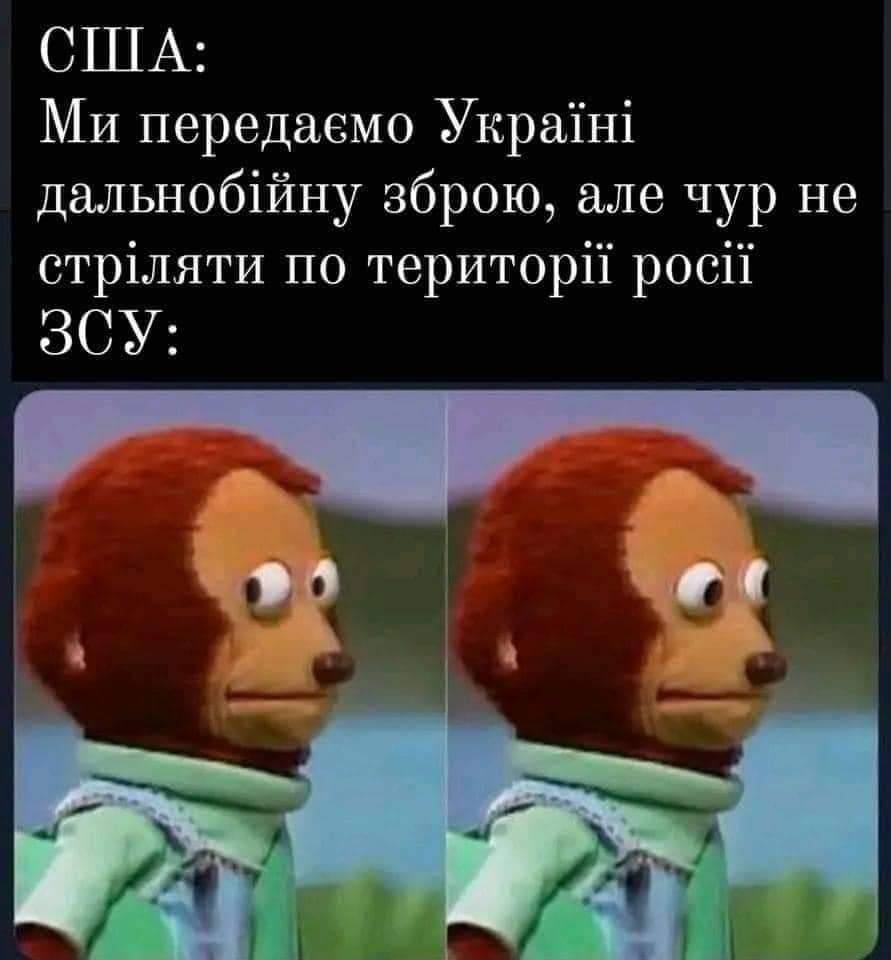 США:
Ми передаємо Україні
дальнобійну зброю, але чур не
стріляти по території росії
ЗСУ: